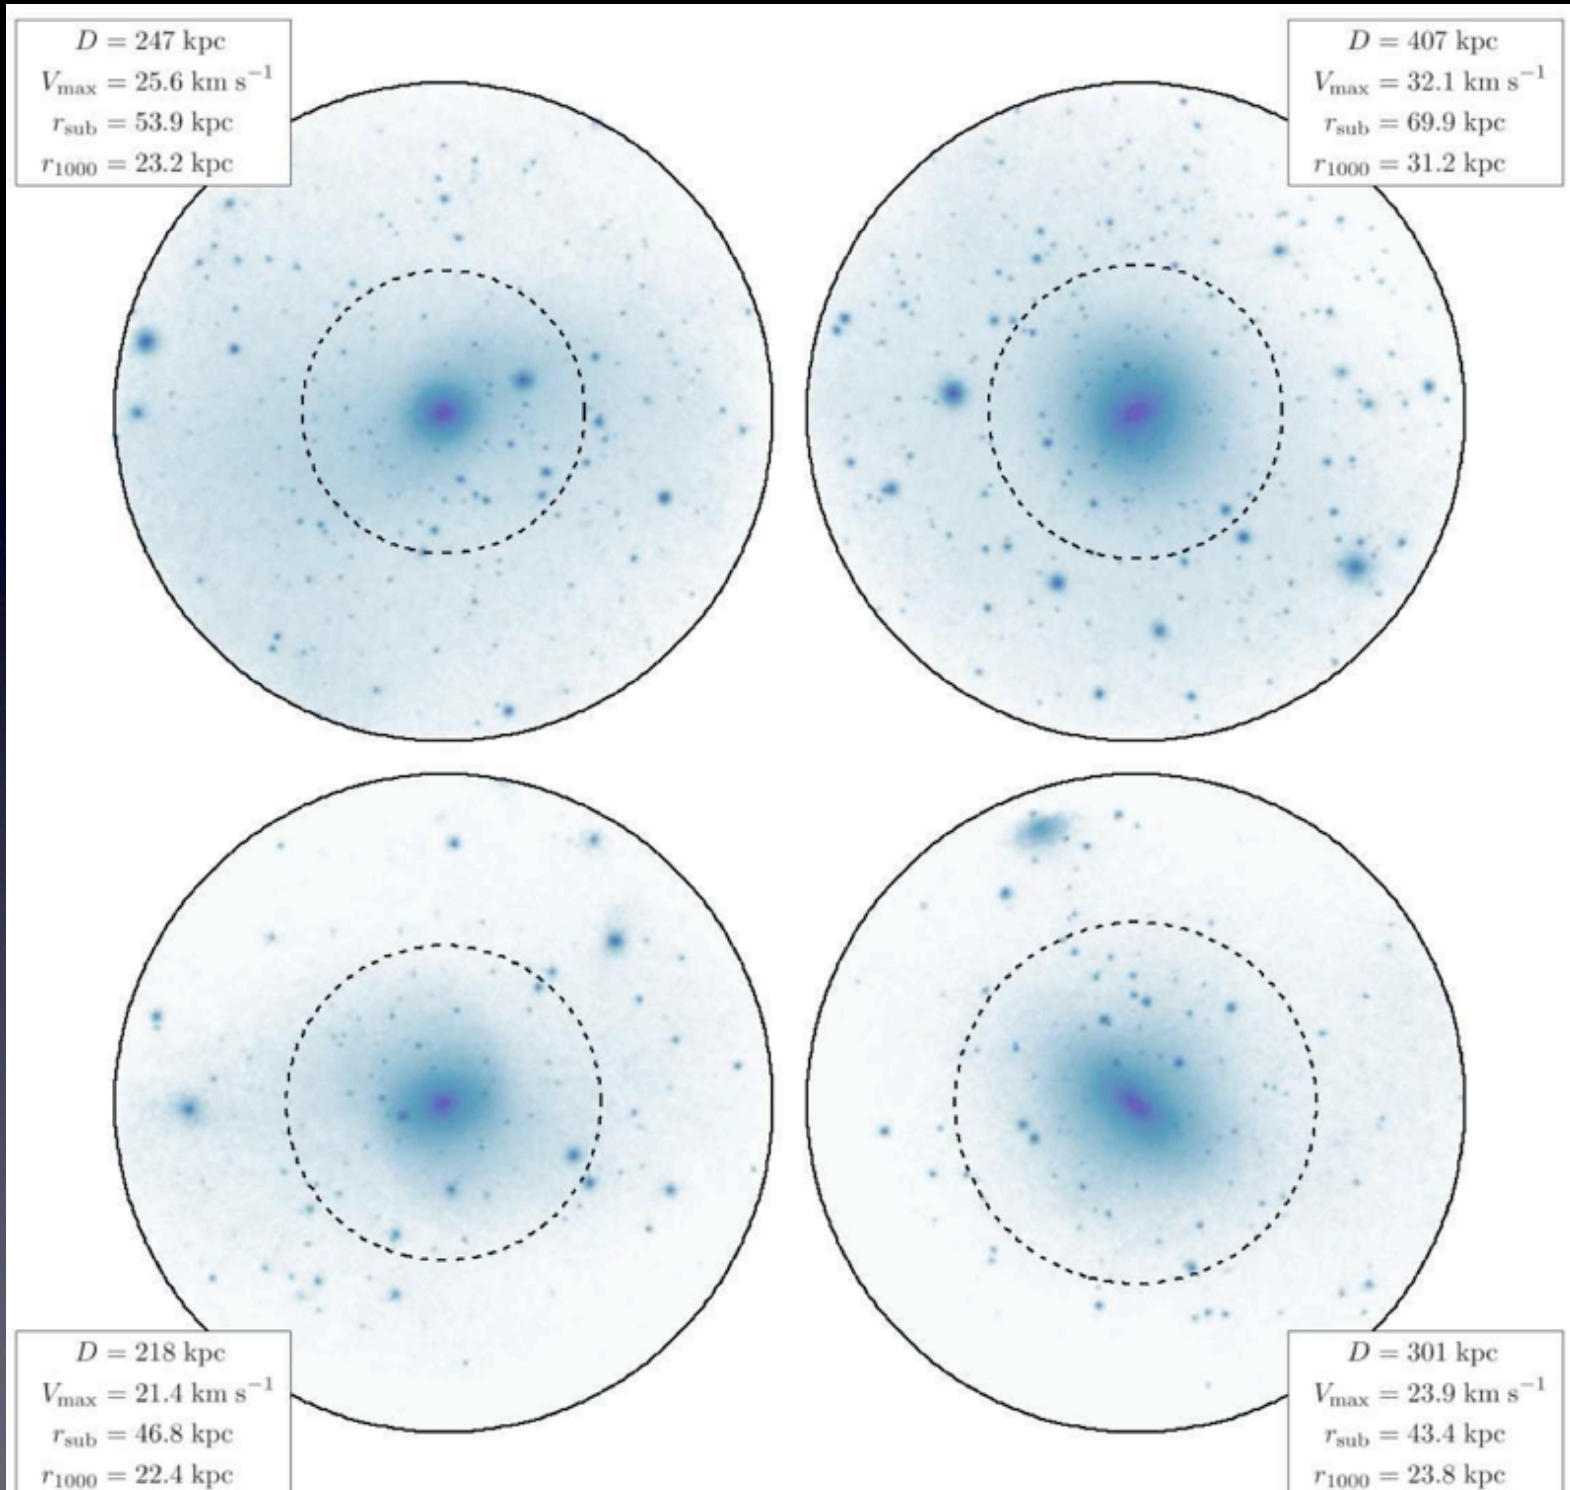 D = 247 kpc
V_max = 25.6 km s⁻¹
r_sub = 53.9 kpc
r_1000 = 23.2 kpc
D = 407 kpc
V_max = 32.1 km s⁻¹
r_sub = 69.9 kpc
r_1000 = 31.2 kpc
D = 218 kpc
V_max = 21.4 km s⁻¹
r_sub = 46.8 kpc
r_1000 = 22.4 kpc
D = 301 kpc
V_max = 23.9 km s⁻¹
r_sub = 43.4 kpc
r_1000 = 23.8 kpc